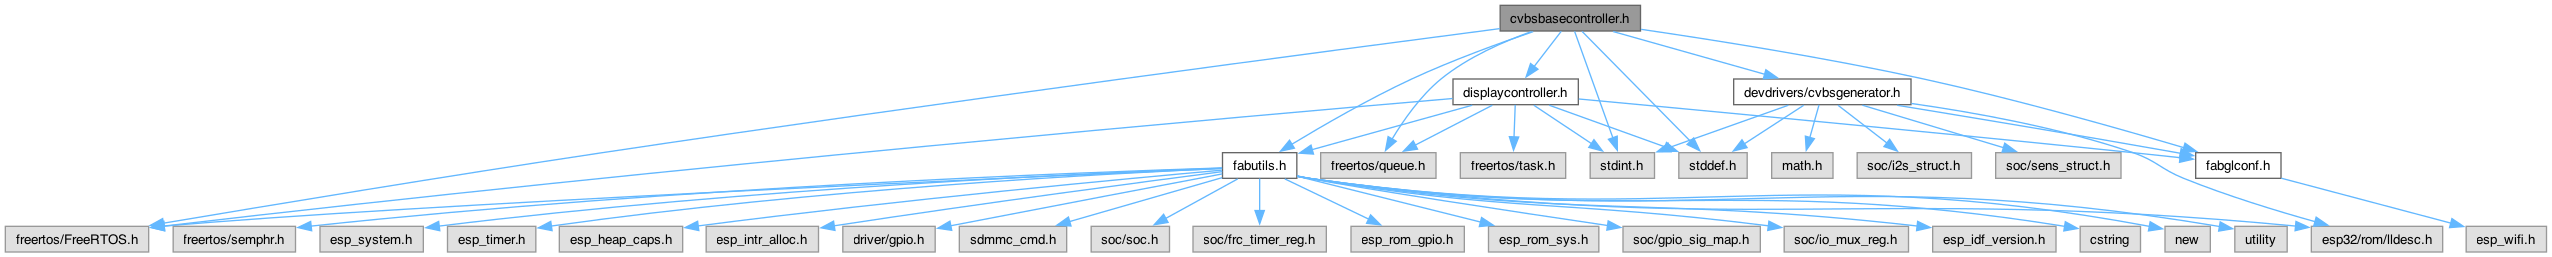 cvbsbasecontroller.h
displaycontroller.h
devdrivers/cvbsgenerator.h
fabutils.h
freertos/queue.h
freertos/task.h
stdint.h
stddef.h
math.h
soc/i2s_struct.h
soc/sens_struct.h
fabglconf.h
freertos/FreeRTOS.h
freertos/semphr.h
esp_system.h
esp_timer.h
esp_heap_caps.h
esp_intr_alloc.h
driver/gpio.h
sdmmc_cmd.h
soc/soc.h
soc/frc_timer_reg.h
esp_rom_gpio.h
esp_rom_sys.h
soc/gpio_sig_map.h
soc/io_mux_reg.h
esp_idf_version.h
cstring
new
utility
esp32/rom/lldesc.h
esp_wifi.h